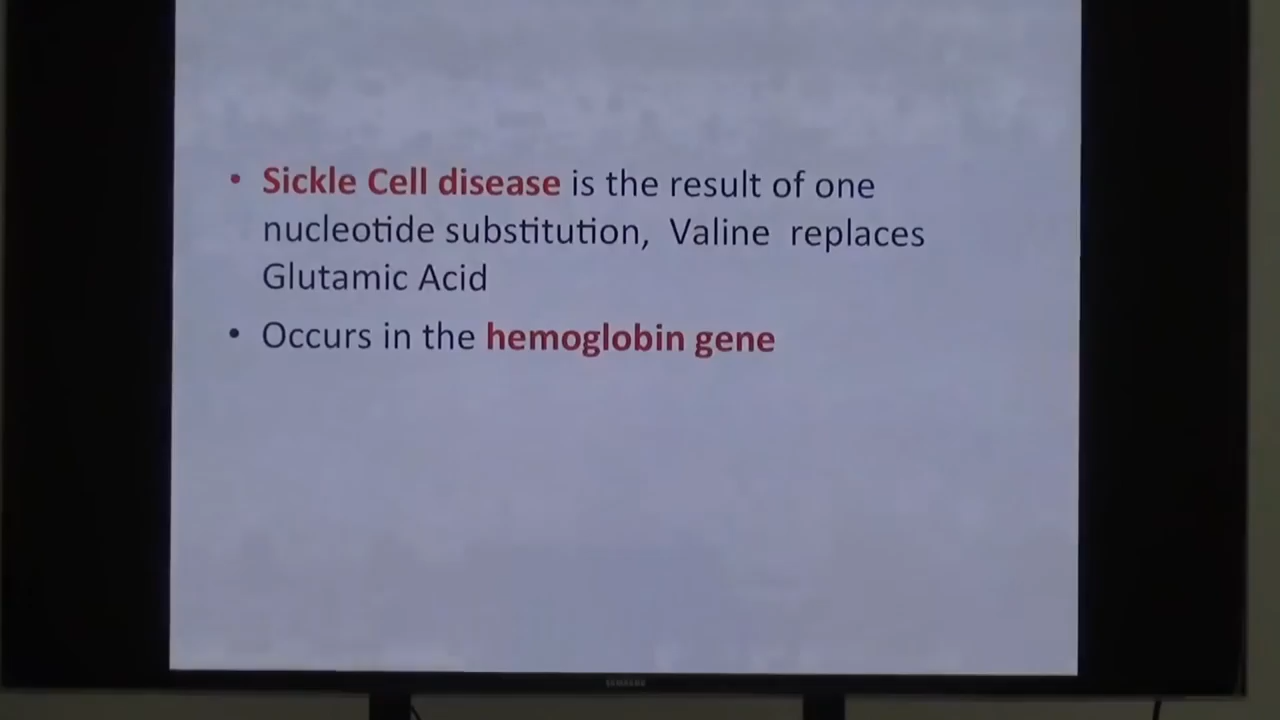 • Sickle Cell disease is the result of one
nucleotide substitution, Valine replaces
Glutamic Acid
• Occurs in the hemoglobin gene
SAMSUNG